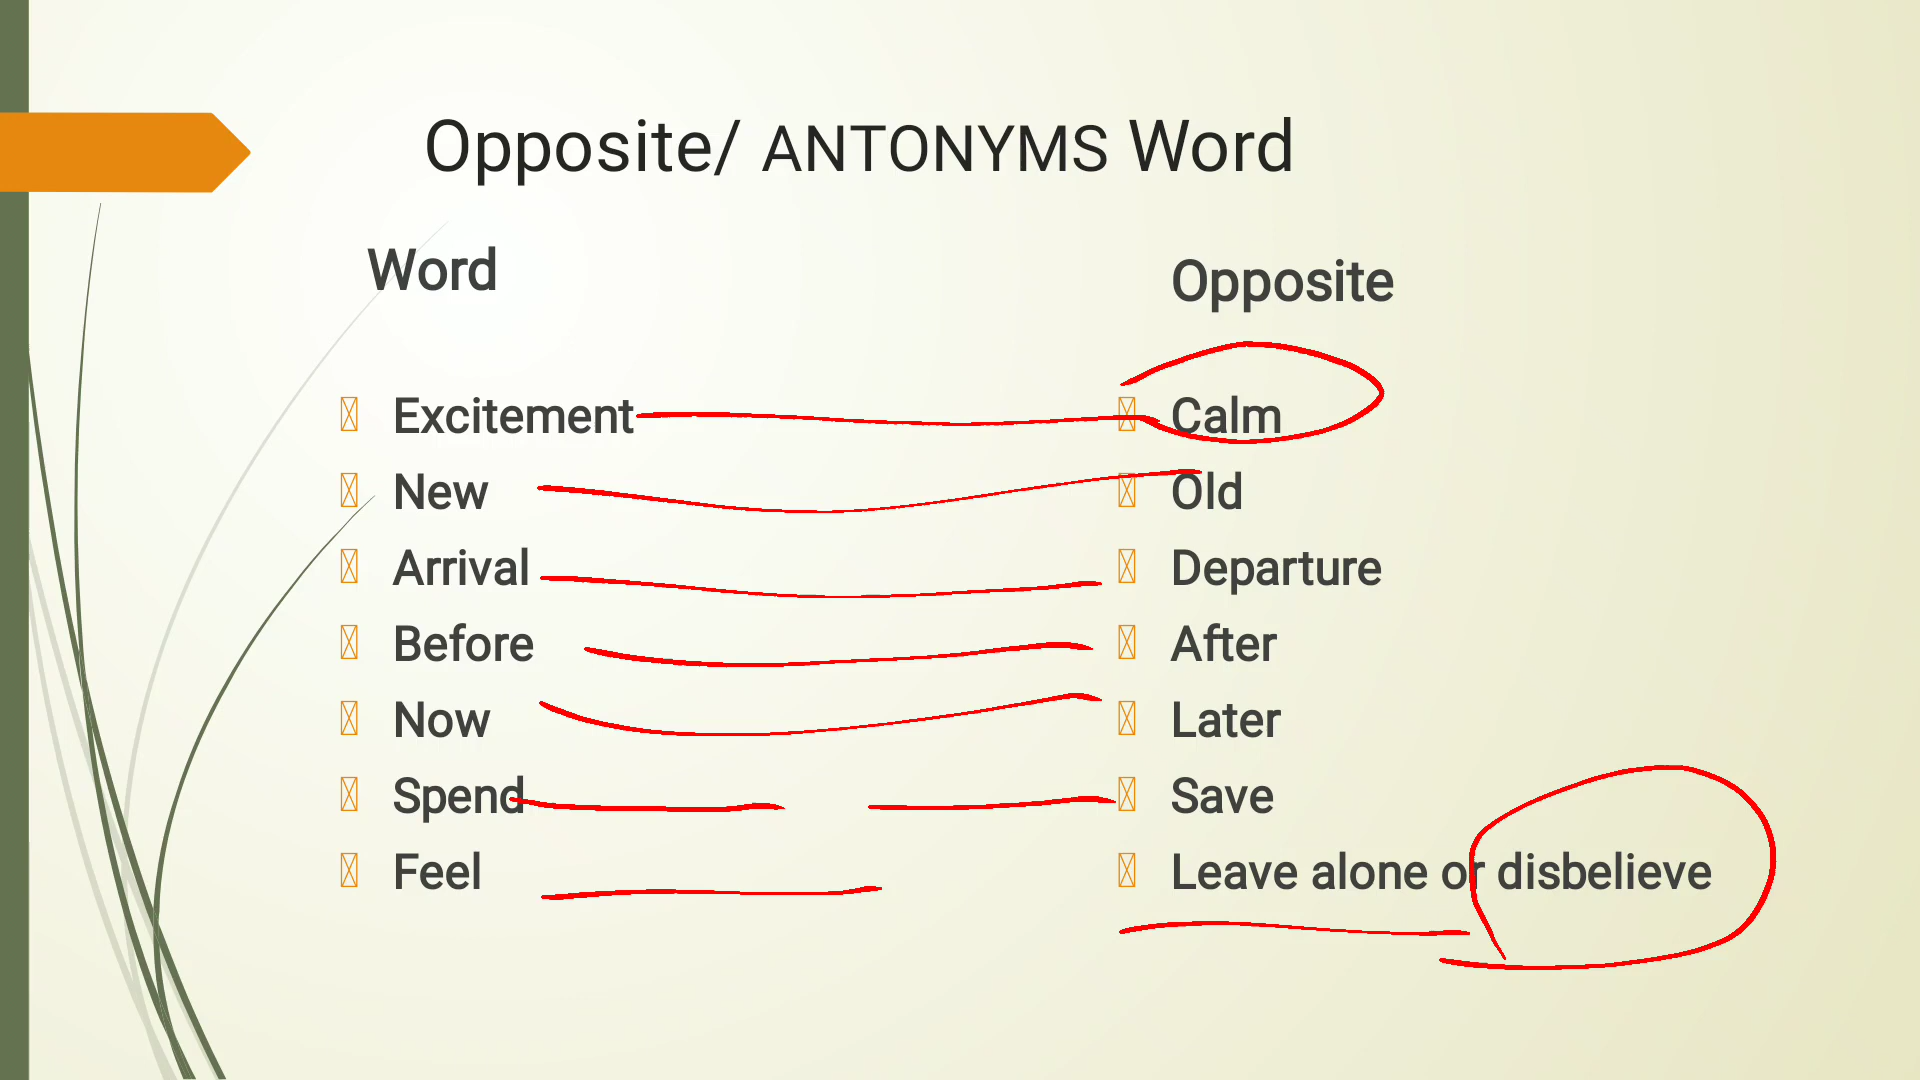 Opposite/ ANTONYMS Word
Word
Opposite
Excitement
Calm
New
Old
Arrival
Departure
Before
After
Now
Later
Spend
Save
Feel
Leave alone or disbelieve